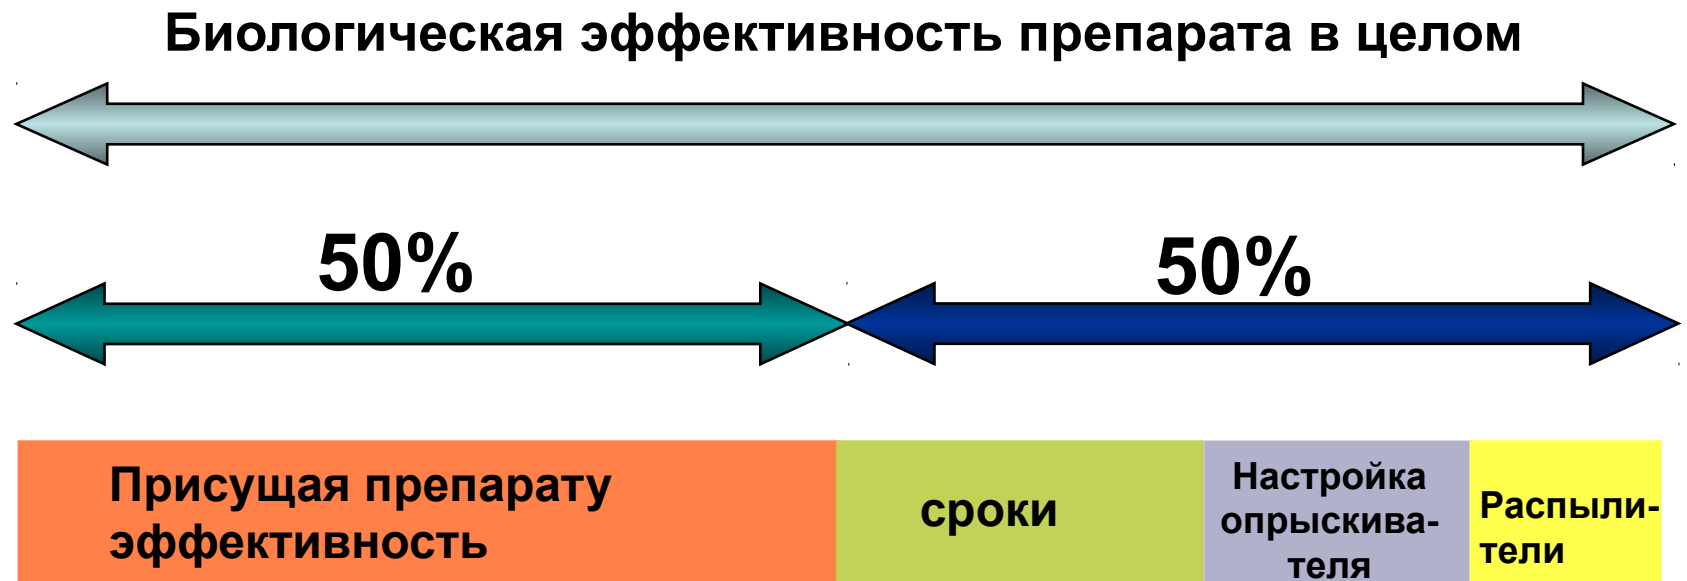 Биологическая эффективность препарата в целом
50%
50%
Присущая препарату
эффективность
сроки
Настройка
опрыскива-
теля
Распыли-
тели